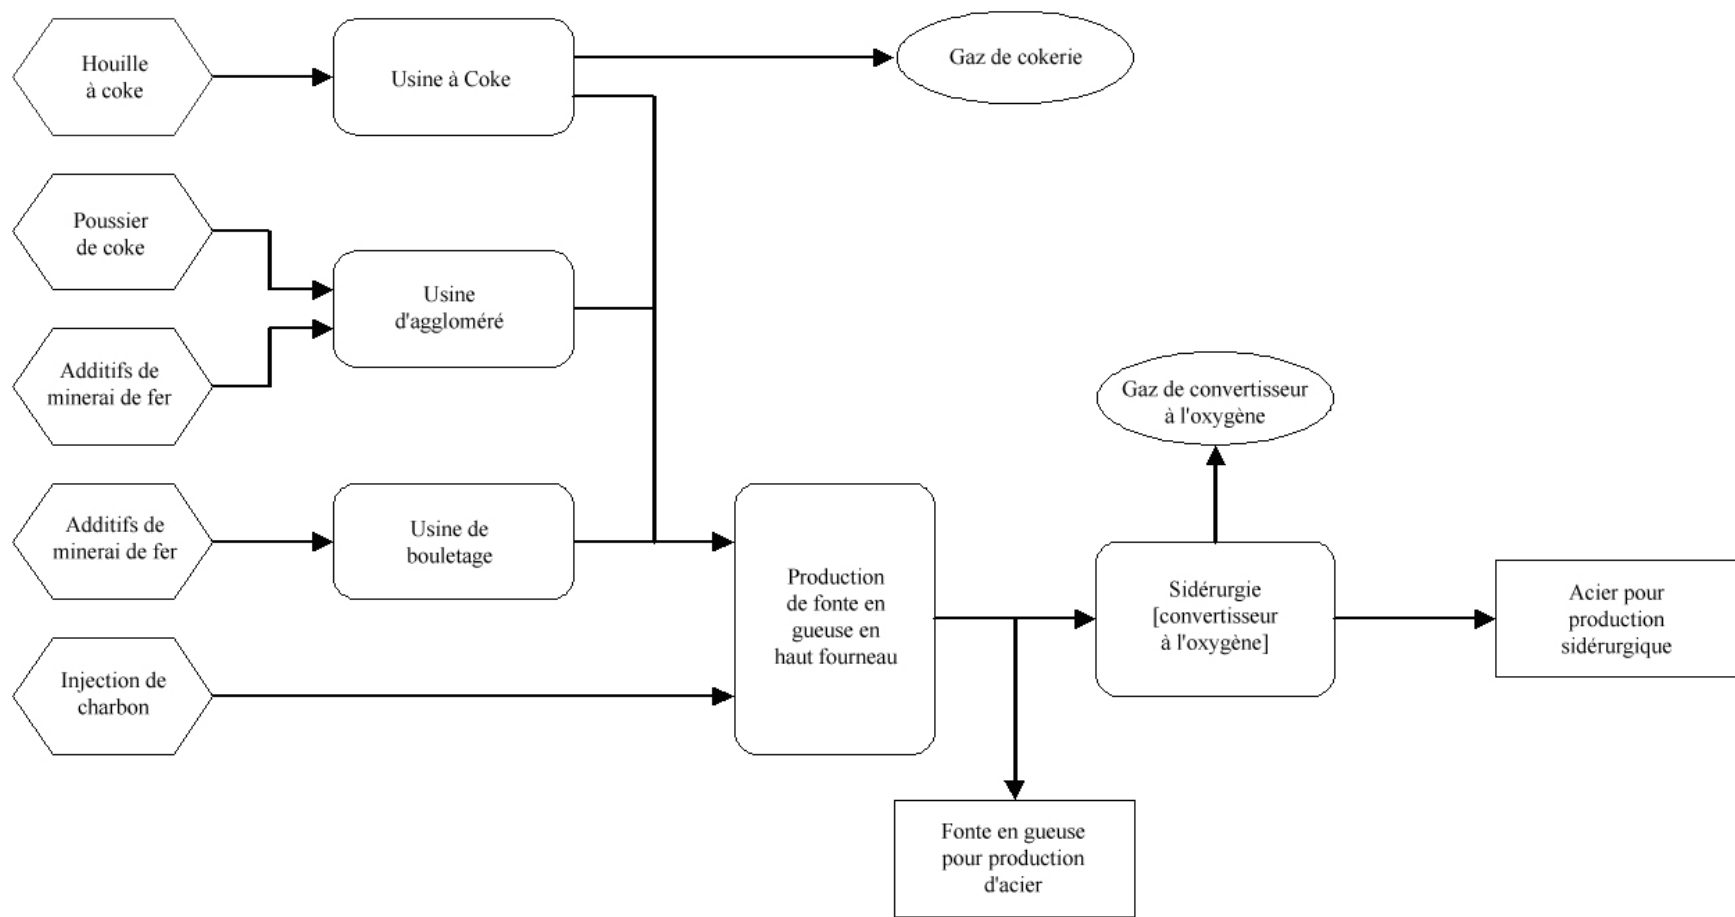 Houille
à coke
Usine à Coke
Gaz de cokerie
Poussier
de coke
Usine
d'aggloméré
Additifs de
minerai de fer
Gaz de convertisseur
à l'oxygène
Additifs de
minerai de fer
Usine de
bouletage
Production
de fonte en
gueuse en
haut fourneau
Sidérurgie
[convertisseur
à l'oxygène]
Acier pour
production
sidérurgique
Injection de
charbon
Fonte en gueuse
pour production
d'acier